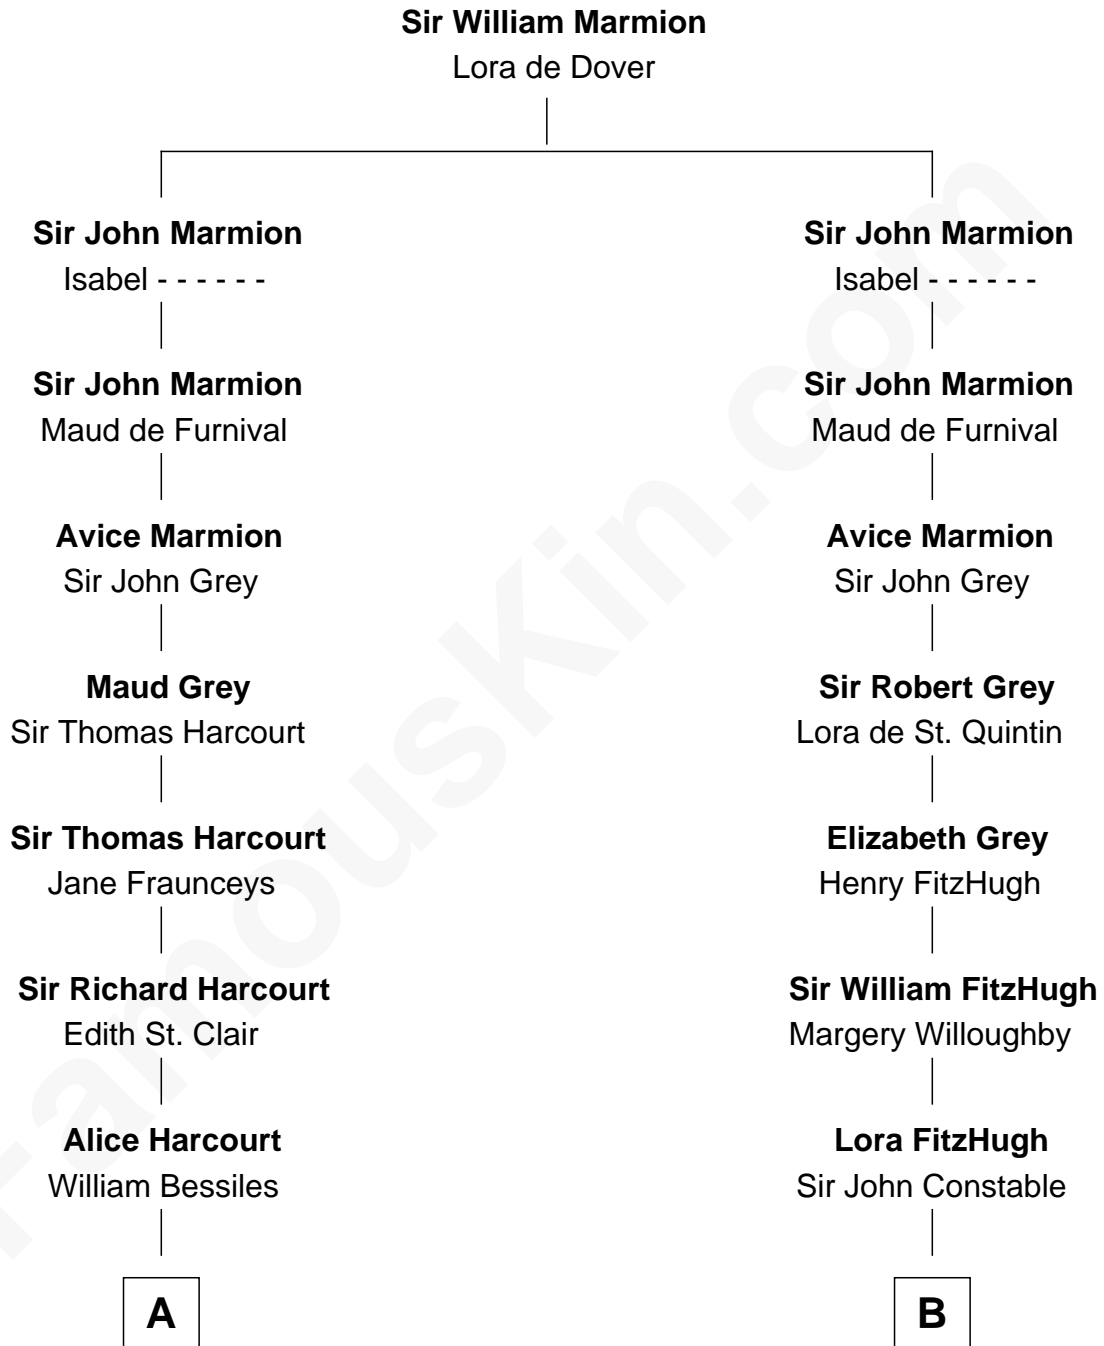 Sir William Marmion
Lora de Dover
Sir John Marmion
Isabel - - - - - -
Sir John Marmion
Maud de Furnival
Avice Marmion
Sir John Grey
Maud Grey
Sir Thomas Harcourt
Sir Thomas Harcourt
Jane Fraunceys
Sir Richard Harcourt
Edith St. Clair
Alice Harcourt
William Bessiles
A
Sir John Marmion
Isabel - - - - - -
Sir John Marmion
Maud de Furnival
Avice Marmion
Sir John Grey
Sir Robert Grey
Lora de St. Quintin
Elizabeth Grey
Henry FitzHugh
Sir William FitzHugh
Margery Willoughby
Lora FitzHugh
Sir John Constable
B
FamousKin.com